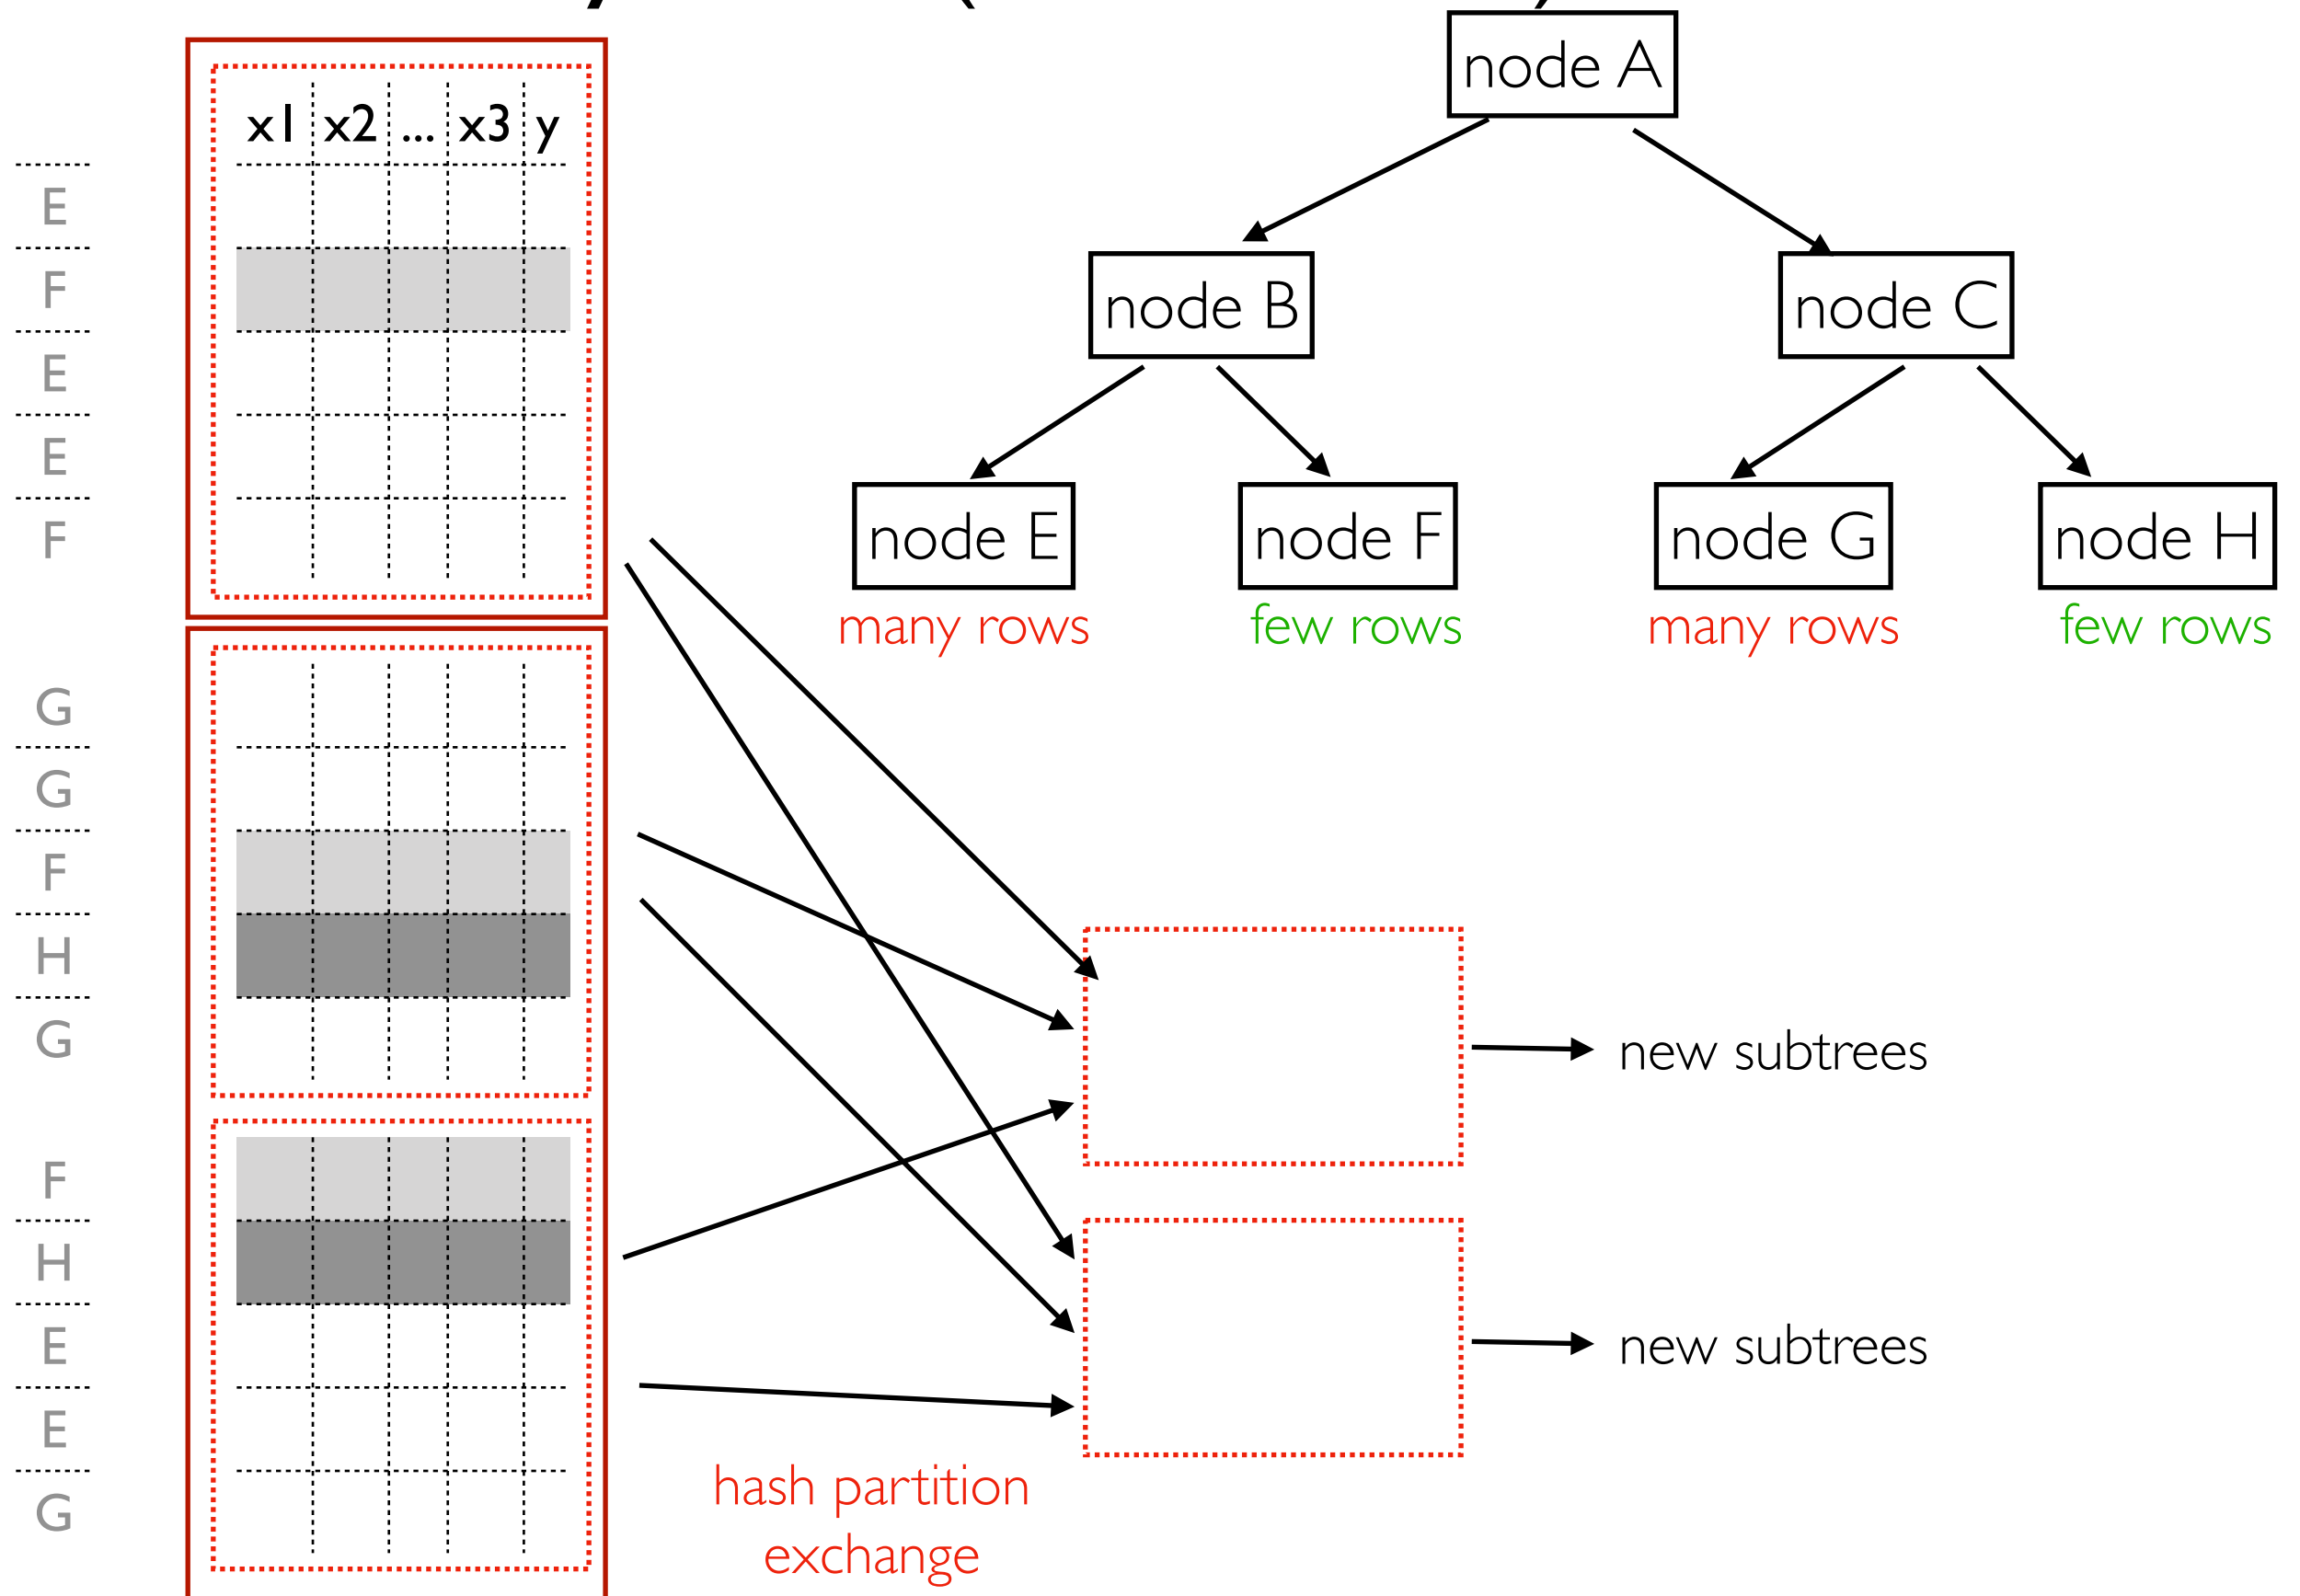 x1 x2 ... x3 y
E
F
E
E
F
G
G
F
H
G
F
H
E
E
G
node A
node B
node C
node E
node F
node G
node H
many rows
few rows
many rows
few rows
new subtrees
new subtrees
hash partition
exchange